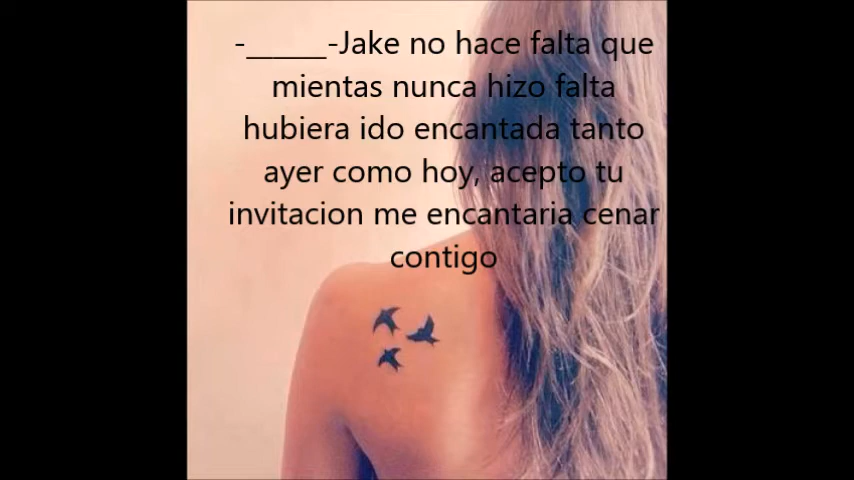 -______-Jake no hace falta que
mientas nunca hizo falta
hubiera ido encantada tanto
ayer como hoy, acepto tu
invitacion me encantaria cenar
contigo